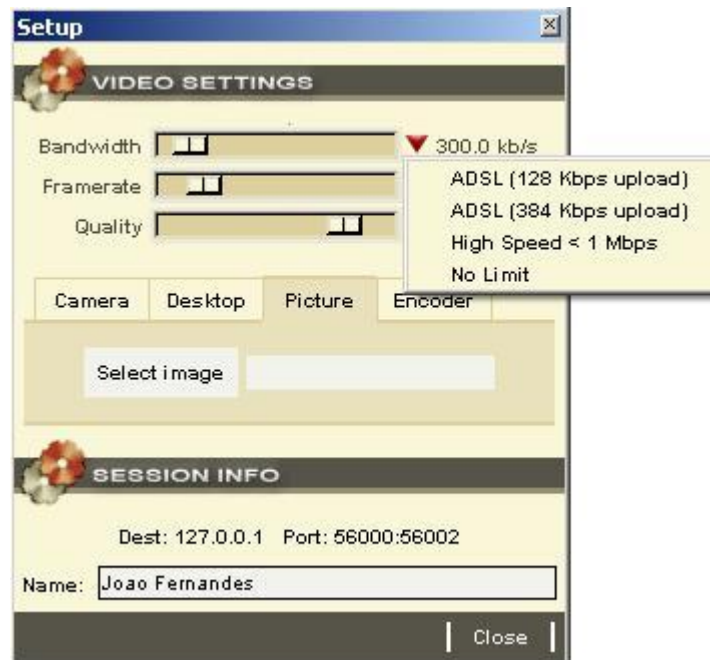 Setup
VIDEO SETTINGS
Bandwidth 300.0 kb/s
Framerate
Quality
ADSL (128 Kbps upload)
ADSL (384 Kbps upload)
High Speed < 1 Mbps
No Limit
Camera Desktop Picture Encoder
Select image
SESSION INFO
Dest: 127.0.0.1 Port: 56000:56002
Name: Joao Fernandes
Close